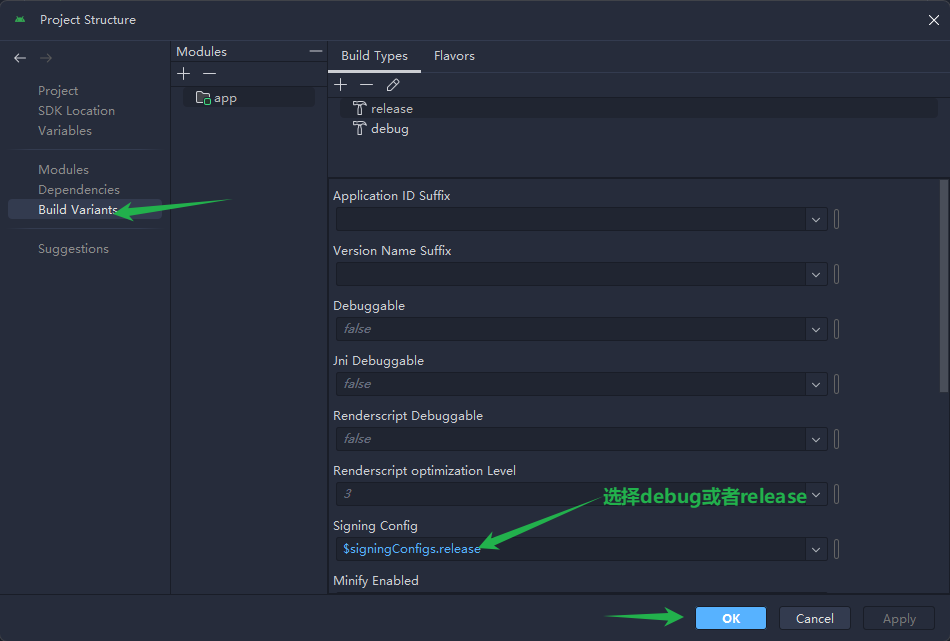 Project Structure
Project
SDK Location
Variables
Modules
Dependencies
Build Variants
Suggestions
Modules
app
Build Types
Flavors
release
debug
Application ID Suffix
Version Name Suffix
Debuggable
false
Jni Debuggable
false
Renderscript Debuggable
false
Renderscript optimization Level
3
选择debug或者release
Signing Config
$signingConfigs.release
Minify Enabled
OK
Cancel
Apply